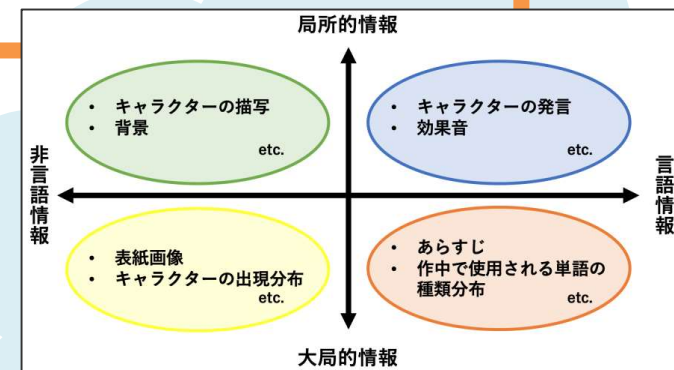 局所的情報
・ キャラクターの描写
・ 背景
etc.
・ キャラクターの発言
・ 効果音
etc.
非言語情報
言語情報
・ 表紙画像
・ キャラクターの出現分布
etc.
・ あらすじ
・ 作中で使用される単語の
種類分布
etc.
大局的情報